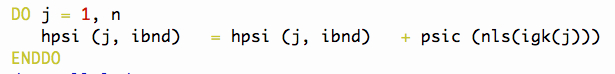 DO j = 1, n
hpsi (j, ibnd) = hpsi (j, ibnd) + psic (nls(igk(j)))
ENDDO